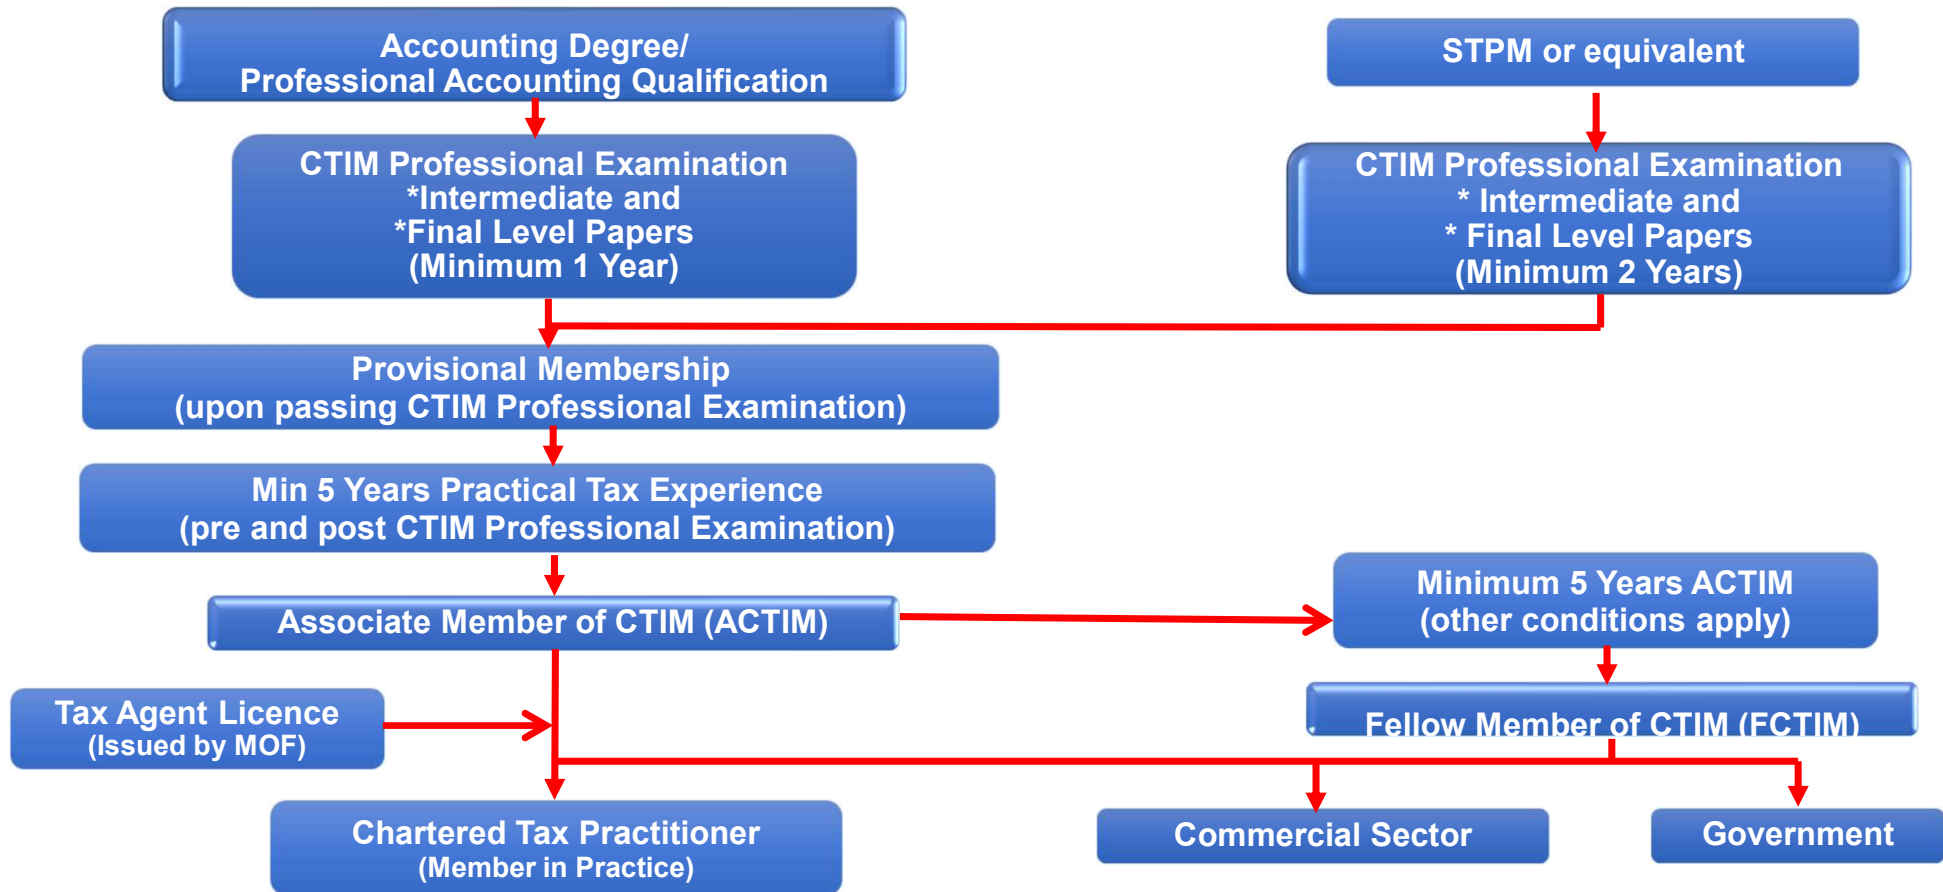 Accounting Degree/
Professional Accounting Qualification
STPM or equivalent
CTIM Professional Examination
*Intermediate and
*Final Level Papers
(Minimum 1 Year)
CTIM Professional Examination
* Intermediate and
* Final Level Papers
(Minimum 2 Years)
Provisional Membership
(upon passing CTIM Professional Examination)
Min 5 Years Practical Tax Experience
(pre and post CTIM Professional Examination)
Associate Member of CTIM (ACTIM)
Minimum 5 Years ACTIM
(other conditions apply)
Tax Agent Licence
(Issued by MOF)
Fellow Member of CTIM (FCTIM)
Chartered Tax Practitioner
(Member in Practice)
Commercial Sector
Government